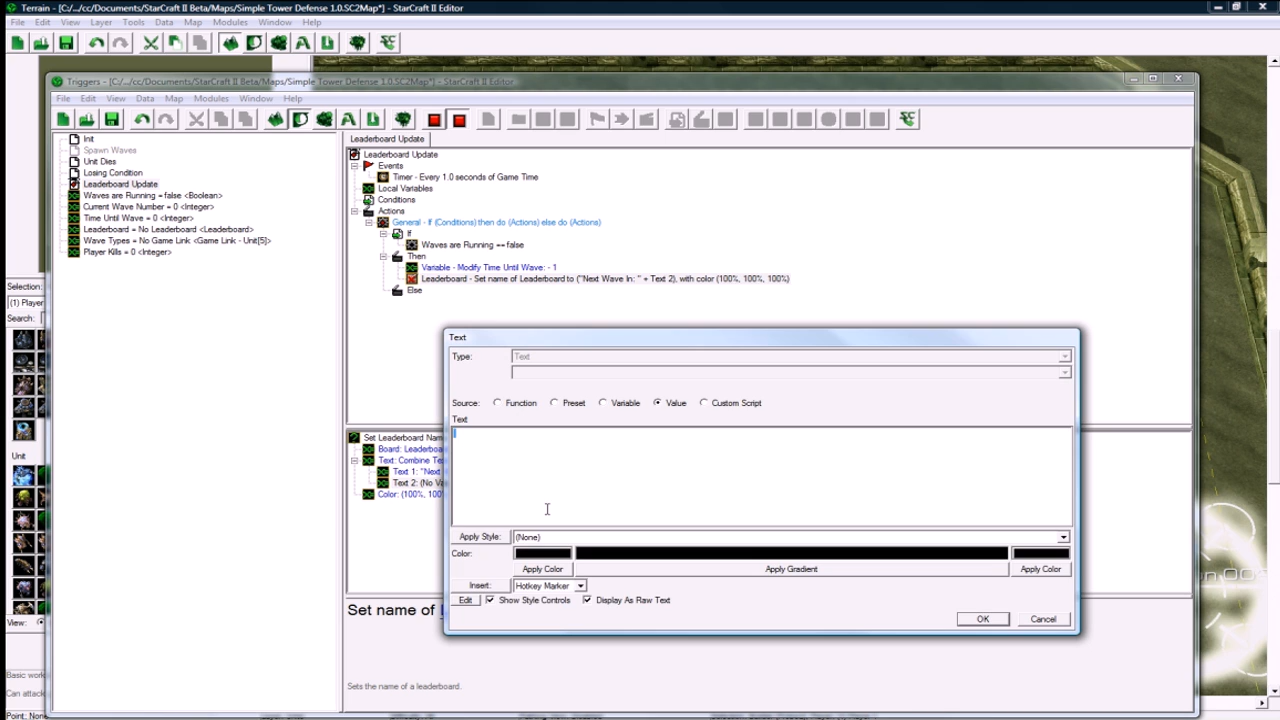 Terrain - [C:/.../cc/Documents/StarCraft II Beta/Maps/Simple Tower Defense 1.0.SC2Map*] - StarCraft II Editor
File Edit View Layer Tools Data Map Modules Window Help
Triggers - [C:/.../cc/Documents/StarCraft II Beta/Maps/Simple Tower Defense 1.0.SC2Map*] - StarCraft II Editor
File Edit View Data Map Modules Window Help
Init
Spawn Waves
Unit Dies
Losing Condition
Leaderboard Update
Waves are Running = false <Boolean>
Current Wave Number = 0 <Integer>
Time Until Wave = 0 <Integer>
Leaderboard = No Leaderboard <Leaderboard>
Wave Types = No Game Link <Game Link - Unit[5]>
Player Kills = 0 <Integer>
Leaderboard Update
Leaderboard Update
Events
Timer - Every 1.0 seconds of Game Time
Local Variables
Conditions
Actions
General - If (Conditions) then do (Actions) else do (Actions)
If
Waves are Running == false
Then
Variable - Modify Time Until Wave: - 1
Leaderboard - Set name of Leaderboard to ("Next Wave In: " + Text 2), with color (100%, 100%, 100%)
Else
Selection:
(1) Player
Search:
Unit
View:
Basic work
Can attack
Point: None
Set Leaderboard Nam
Board: Leaderboa
Text: Combine Te
Text 1: "Next
Text 2: (No Va
Color: (100%, 100%
Set name of
Sets the name of a leaderboard.
Text
Type: Text
Source: Function Preset Variable Value Custom Script
Text
Apply Style: (None)
Color:
Apply Color Apply Gradient Apply Color
Insert: Hotkey Marker
Edit Show Style Controls Display As Raw Text
OK Cancel